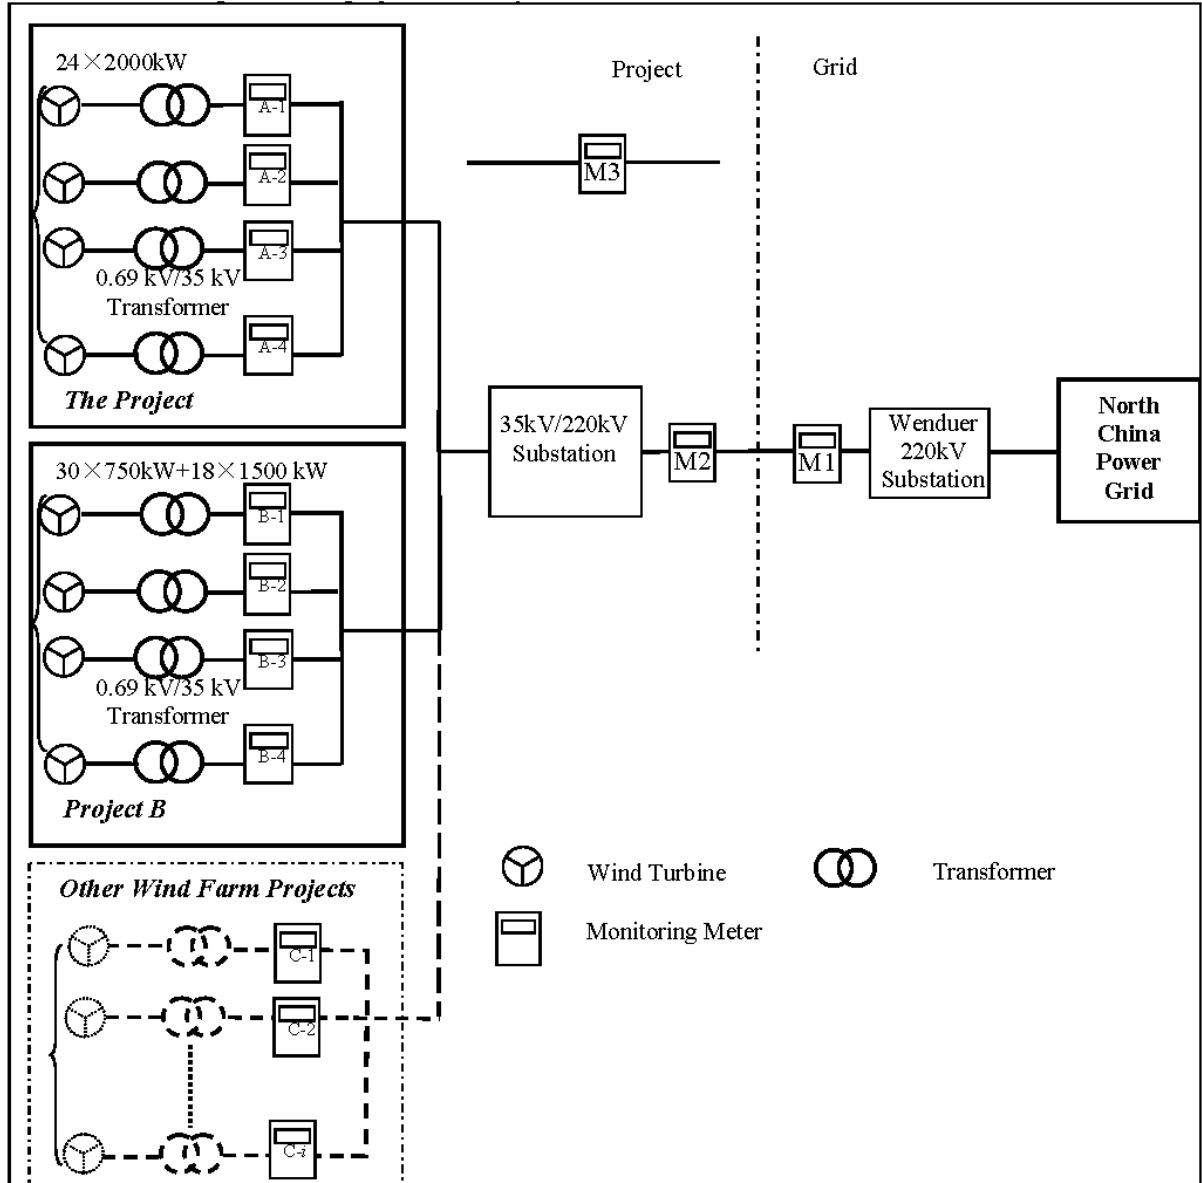 24×2000kW
A-1
A-2
A-3
0.69 kV/35 kV
Transformer
A-4
The Project
Project
Grid
M3
35kV/220kV
Substation
M2
M1
Wenduer
220kV
Substation
North
China
Power
Grid
30×750kW+18×1500 kW
B-1
B-2
B-3
0.69 kV/35 kV
Transformer
B-4
Project B
Other Wind Farm Projects
C-1
C-2
C-i
Wind Turbine
Transformer
Monitoring Meter